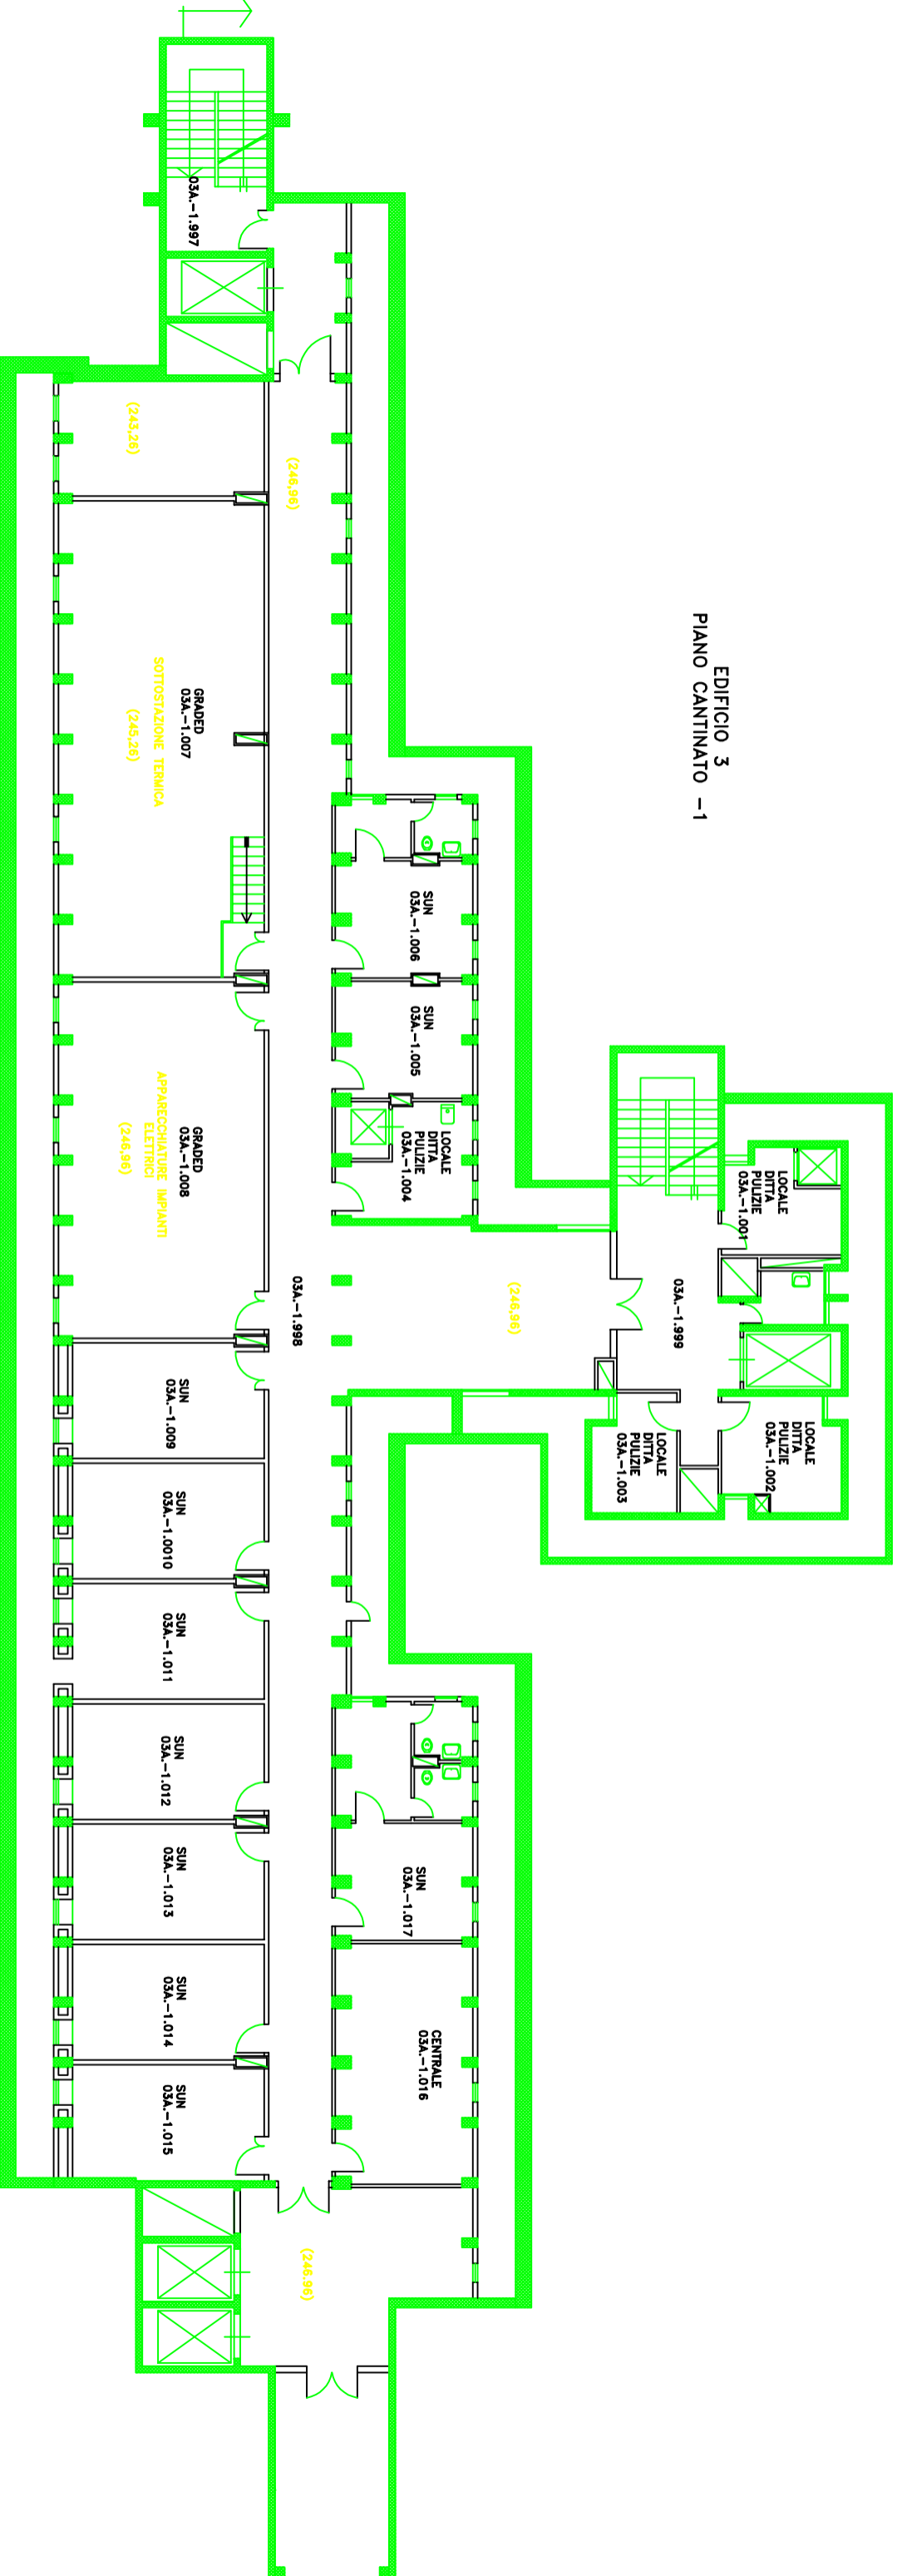 EDIFICIO 3
PIANO CANTINATO -1
LOCALE
DITTA
PULIZIE
03A.-1.001
LOCALE
DITTA
PULIZIE
03A.-1.002
03A.-1.999
LOCALE
DITTA
PULIZIE
03A.-1.003
(246,96)
SUN
03A.-1.006
SUN
03A.-1.005
LOCALE
DITTA
PULIZIE
03A.-1.004
SUN
03A.-1.017
CENTRALE
03A.-1.016
03A.-1.997
(246,96)
03A.-1.998
(246,96)
(243,26)
GRADED
03A.-1.007
SOTTOSTAZIONE TERMICA
(245,26)
GRADED
03A.-1.008
APPARECCHIATURE IMPIANTI
ELETTRICI
(246,96)
SUN
03A.-1.009
SUN
03A.-1.0010
SUN
03A.-1.011
SUN
03A.-1.012
SUN
03A.-1.013
SUN
03A.-1.014
SUN
03A.-1.015